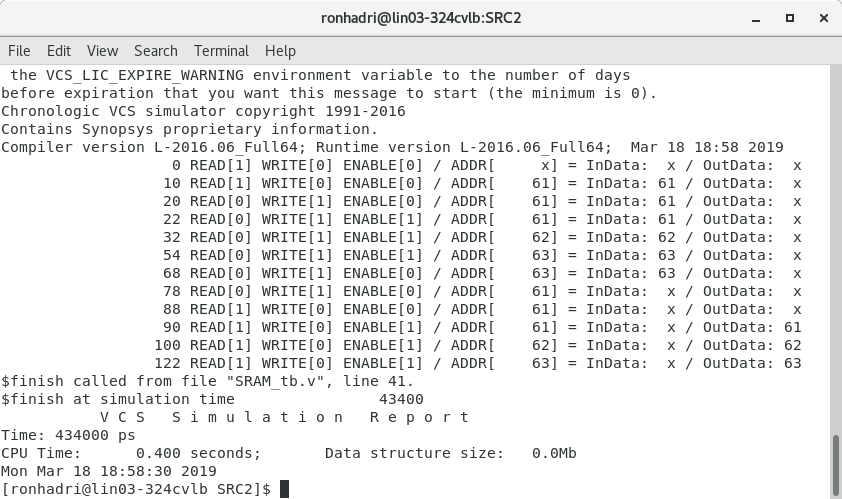 ronhadri@lin03-324cvlb:SRC2
File Edit View Search Terminal Help
 the VCS_LIC_EXPIRE_WARNING environment variable to the number of days
before expiration that you want this message to start (the minimum is 0).
Chronologic VCS simulator copyright 1991-2016
Contains Synopsys proprietary information.
Compiler version L-2016.06_Full64; Runtime version L-2016.06_Full64;  Mar 18 18:58 2019
                   0 READ[1] WRITE[0] ENABLE[0] / ADDR[     x] = InData:  x / OutData:  x
                  10 READ[0] WRITE[1] ENABLE[0] / ADDR[    61] = InData: 61 / OutData:  x
                  20 READ[0] WRITE[1] ENABLE[0] / ADDR[    61] = InData: 61 / OutData:  x
                  22 READ[0] WRITE[1] ENABLE[1] / ADDR[    61] = InData: 61 / OutData:  x
                  32 READ[0] WRITE[1] ENABLE[1] / ADDR[    62] = InData: 62 / OutData:  x
                  54 READ[0] WRITE[1] ENABLE[1] / ADDR[    63] = InData: 63 / OutData:  x
                  68 READ[0] WRITE[1] ENABLE[0] / ADDR[    63] = InData: 63 / OutData:  x
                  78 READ[0] WRITE[1] ENABLE[0] / ADDR[    61] = InData:  x / OutData:  x
                  88 READ[1] WRITE[0] ENABLE[0] / ADDR[    61] = InData:  x / OutData:  x
                  90 READ[1] WRITE[0] ENABLE[1] / ADDR[    61] = InData:  x / OutData: 61
                 100 READ[1] WRITE[0] ENABLE[1] / ADDR[    62] = InData:  x / OutData: 62
                 122 READ[1] WRITE[0] ENABLE[1] / ADDR[    63] = InData:  x / OutData: 63
$finish called from file "SRAM_tb.v", line 41.
$finish at simulation time                43400
           V C S   S i m u l a t i o n   R e p o r t
Time: 434000 ps
CPU Time:      0.400 seconds;       Data structure size:   0.0Mb
Mon Mar 18 18:58:30 2019
[ronhadri@lin03-324cvlb SRC2]$